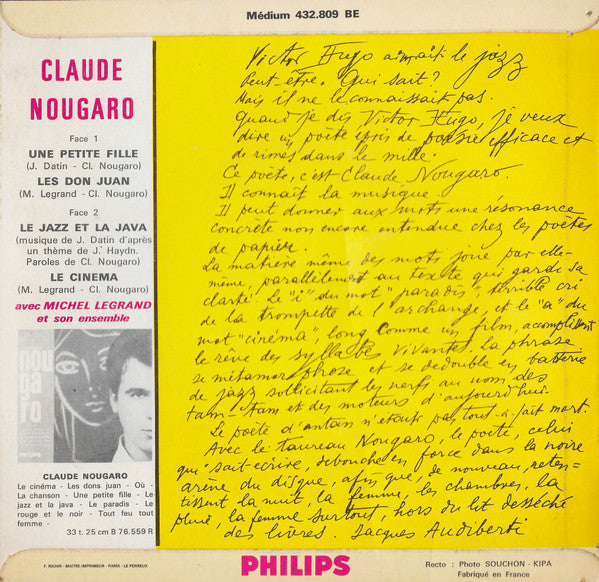 Médium 432.809 BE
CLAUDE
NOUGARO
Face 1
UNE PETITE FILLE
(J. Datin - Cl. Nougaro)
LES DON JUAN
(M. Legrand - Cl. Nougaro)
Face 2
LE JAZZ ET LA JAVA
(musique de J. Datin d'après
un thème de J. Haydn.
Paroles de Cl. Nougaro)
LE CINEMA
(M. Legrand - Cl. Nougaro)
avec MICHEL LEGRAND
et son ensemble
nou
ga
ro
CLAUDE NOUGARO
Le cinéma - Les dons juan - Où -
La chanson - Une petite fille - Le
jazz et la java - Le paradis - Le
rouge et le noir - Tout feu tout
femme -
33 t. 25 cm B 76.559 R
Victor Hugo aimait le jazz
Peut-être. Qui sait ?
Mais il ne le connaissait pas.
Quand je dis Victor Hugo, je veux
dire un poète épris de poésie efficace et
de rimes dans le mille.
Ce poète, c'est Claude Nougaro.
Il connaît la musique.
Il peut donner aux mots une résonance
concrète non encore entendue chez les poètes
de papier.
La matière même des mots joue par elle-
même, parallèlement au texte qui garde sa
clarté. Le "i" du mot "paradis", terrible cri
de la trompette de l'archange, et le "a" du
mot "cinéma", long comme un film, accomplissent
le rêve des syllabes vivantes. La phrase
se métamorphose et se dédouble en batterie
de jazz sollicitant les nerfs au nom des
tam-tam et des moteurs d'aujourd'hui.
Le poète d'antan n'étouft pas tout-à-fait mort.
Avec le taureau Nougaro, le poète, celui
qui sait écrire, débouche en force dans la noire
arène du disque, afin que, de nouveau, reten-
tissent la nuit, la femme, les chambres, la
pluie, la femme surtout, hors du lit desséché
des livres. Jacques Audiberti
F. RICHIR - MAITRE-IMPRIMEUR - PARIS - LE PERREUX
PHILIPS
Recto : Photo SOUCHON - KIPA
Fabriqué en France